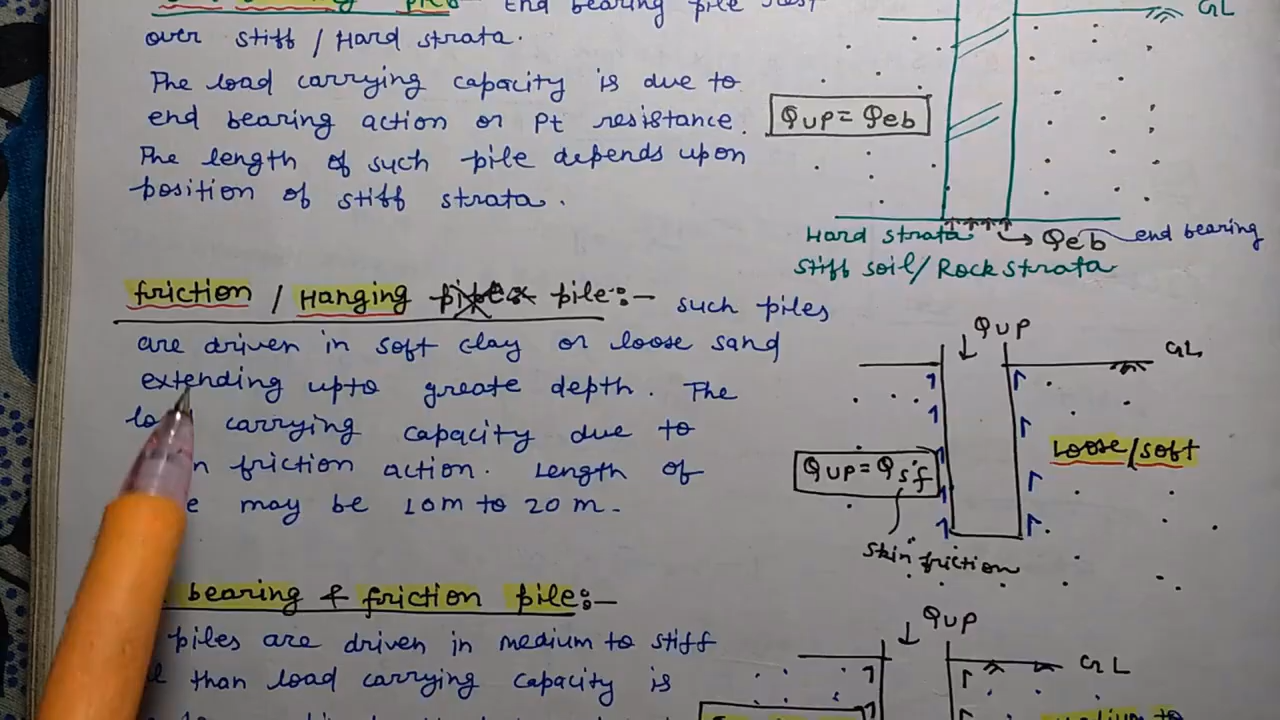 End bearing pile rest
over stiff / Hard strata.
The load carrying capacity is due to
end bearing action or Pt resistance.
The length of such pile depends upon
position of stiff strata.
GL
Qup = Qeb
Hard strata
Qeb end bearing
stiff soil/Rock strata
friction / Hanging pile:-
such piles
are driven in soft clay or loose sand
extending upto greate depth. The
carrying capacity due to
friction action. Length of
may be 10m to 20 m.
Qup
GL
Loose/soft
Qup = Qsf
skin friction
bearing & friction pile:-
piles are driven in medium to stiff
than load carrying capacity is
Qup
GL
medium to